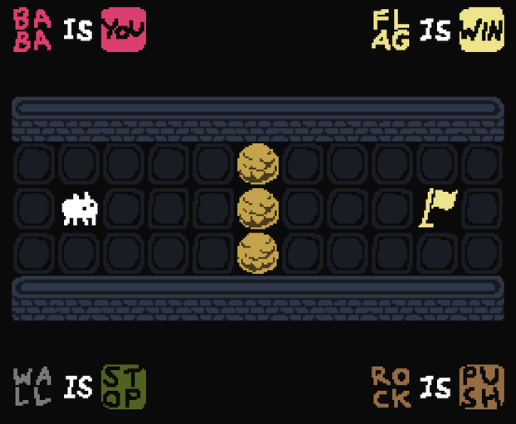 BABA IS YOU
FLAG IS WIN
WALL IS STOP
ROCK IS PUSH